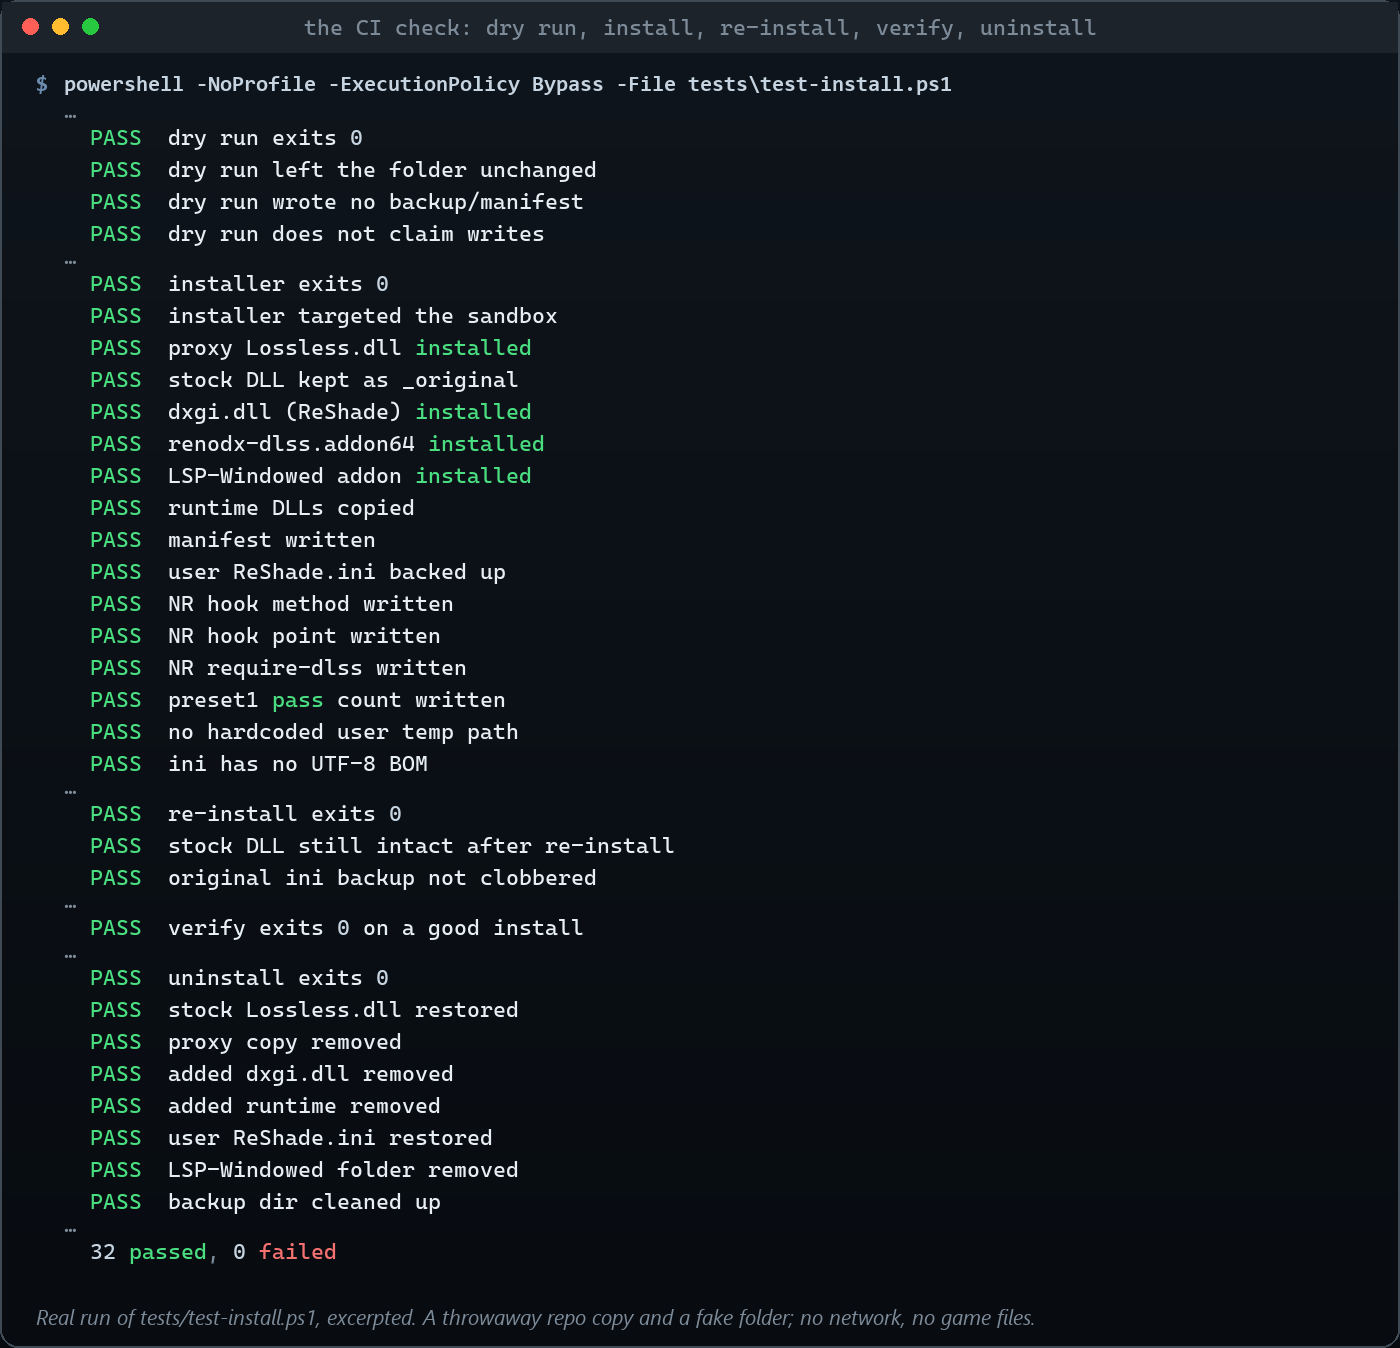 the CI check: dry run, install, re-install, verify, uninstall
$ powershell -NoProfile -ExecutionPolicy Bypass -File tests\test-install.ps1
…
PASS  dry run exits 0
PASS  dry run left the folder unchanged
PASS  dry run wrote no backup/manifest
PASS  dry run does not claim writes
…
PASS  installer exits 0
PASS  installer targeted the sandbox
PASS  proxy Lossless.dll installed
PASS  stock DLL kept as _original
PASS  dxgi.dll (ReShade) installed
PASS  renodx-dlss.addon64 installed
PASS  LSP-Windowed addon installed
PASS  runtime DLLs copied
PASS  manifest written
PASS  user ReShade.ini backed up
PASS  NR hook method written
PASS  NR hook point written
PASS  NR require-dlss written
PASS  preset1 pass count written
PASS  no hardcoded user temp path
PASS  ini has no UTF-8 BOM
…
PASS  re-install exits 0
PASS  stock DLL still intact after re-install
PASS  original ini backup not clobbered
…
PASS  verify exits 0 on a good install
…
PASS  uninstall exits 0
PASS  stock Lossless.dll restored
PASS  proxy copy removed
PASS  added dxgi.dll removed
PASS  added runtime removed
PASS  user ReShade.ini restored
PASS  LSP-Windowed folder removed
PASS  backup dir cleaned up
…
32 passed, 0 failed
Real run of tests/test-install.ps1, excerpted. A throwaway repo copy and a fake folder; no network, no game files.